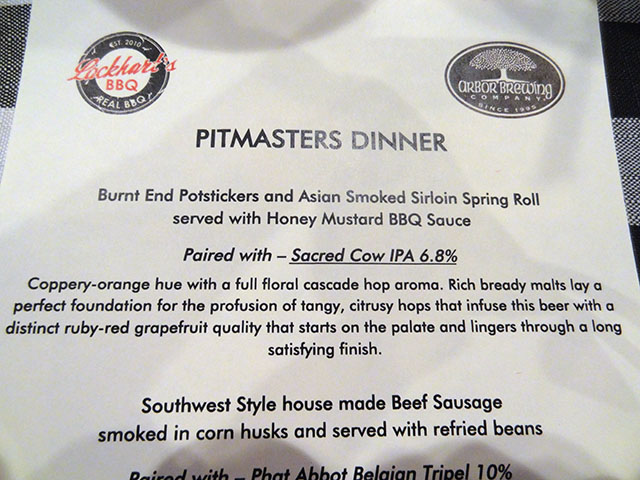 EST. 2010
Lockhart's
BBQ
REAL BBQ
ARBOR BREWING
COMPANY
SINCE 1995
PITMASTERS DINNER
Burnt End Potstickers and Asian Smoked Sirloin Spring Roll
served with Honey Mustard BBQ Sauce
Paired with – Sacred Cow IPA 6.8%
Coppery-orange hue with a full floral cascade hop aroma. Rich bready malts lay a
perfect foundation for the profusion of tangy, citrusy hops that infuse this beer with a
distinct ruby-red grapefruit quality that starts on the palate and lingers through a long
satisfying finish.
Southwest Style house made Beef Sausage
smoked in corn husks and served with refried beans
Paired with – Phat Abbot Belgian Tripel 10%